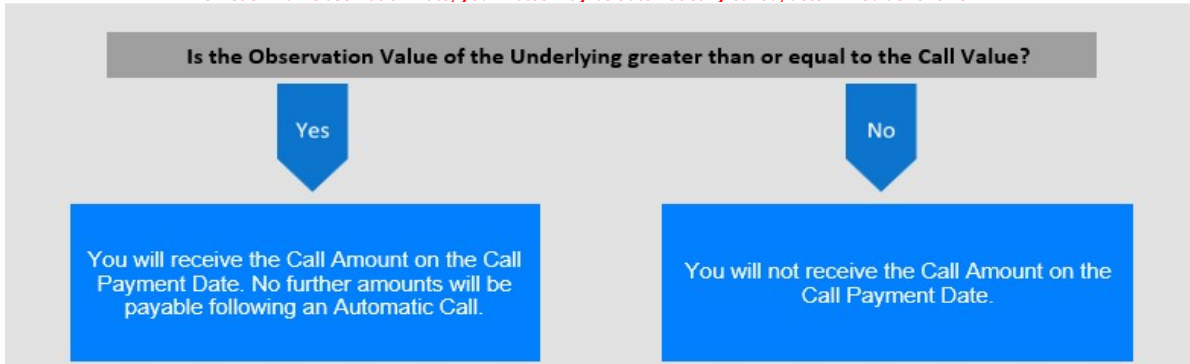 Is the Observation Value of the Underlying greater than or equal to the Call Value?
Yes
No
You will receive the Call Amount on the Call
Payment Date. No further amounts will be
payable following an Automatic Call.
You will not receive the Call Amount on the
Call Payment Date.